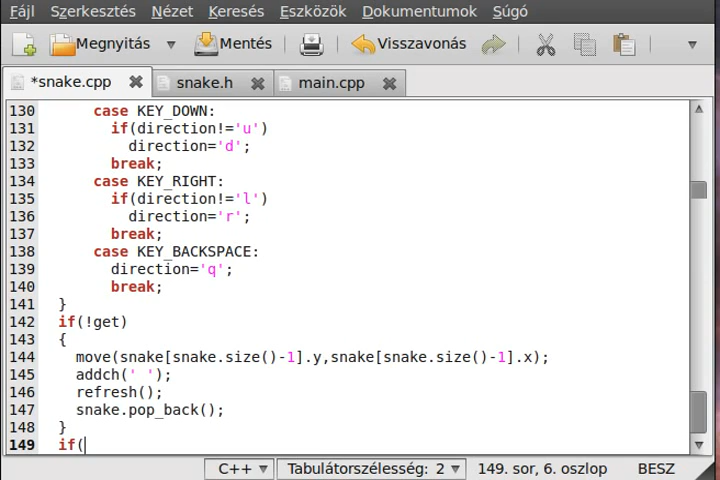 Fájl Szerkesztés Nézet Keresés Eszközök Dokumentumok Súgó
Megnyitás Mentés Visszavonás
*snake.cpp snake.h main.cpp
130 case KEY_DOWN:
131 if(direction!='u')
132 direction='d';
133 break;
134 case KEY_RIGHT:
135 if(direction!='l')
136 direction='r';
137 break;
138 case KEY_BACKSPACE:
139 direction='q';
140 break;
141 }
142 if(!get)
143 {
144 move(snake[snake.size()-1].y,snake[snake.size()-1].x);
145 addch(' ');
146 refresh();
147 snake.pop_back();
148 }
149 if(
C++ Tabulátorszélesség: 2 149. sor, 6. oszlop BESZ